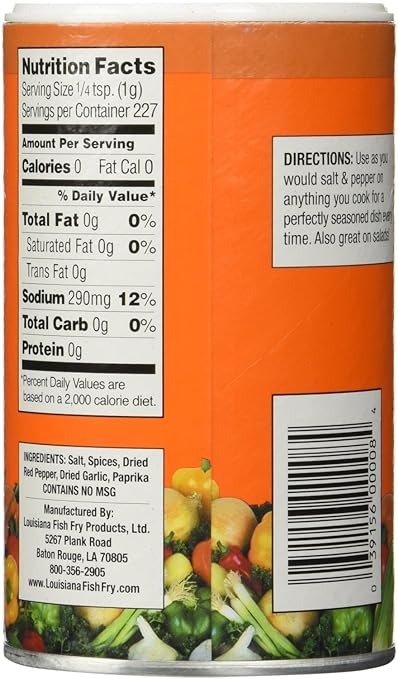 Nutrition Facts
Serving Size 1/4 tsp. (1g)
Servings per Container 227
Amount Per Serving
Calories 0 Fat Cal 0
% Daily Value*
Total Fat 0g 0%
Saturated Fat 0g 0%
Trans Fat 0g
Sodium 290mg 12%
Total Carb 0g 0%
Protein 0g
*Percent Daily Values are
based on a 2,000 calorie diet.
INGREDIENTS: Salt, Spices, Dried
Red Pepper, Dried Garlic, Paprika
CONTAINS NO MSG
Manufactured By:
Louisiana Fish Fry Products, Ltd.
5267 Plank Road
Baton Rouge, LA 70805
800-356-2905
www.LouisianaFishFry.com
DIRECTIONS: Use as you
would salt & pepper on
anything you cook for a
perfectly seasoned dish every
time. Also great on salads!
0 39156 00008 4